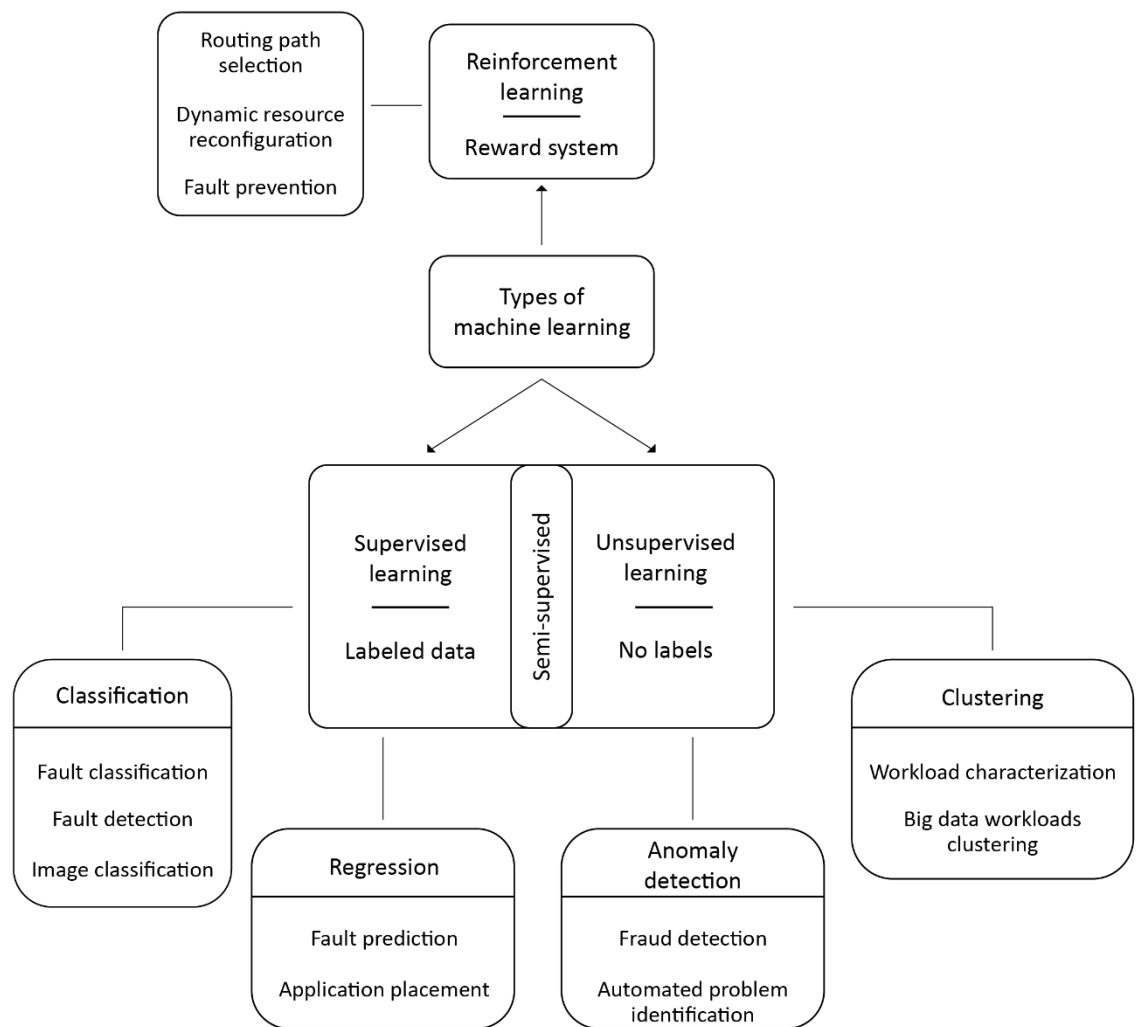 Routing path
selection
Dynamic resource
reconfiguration
Fault prevention
Reinforcement
learning
Reward system
Types of
machine learning
Supervised
learning
Labeled data
Semi-supervised
Unsupervised
learning
No labels
Classification
Fault classification
Fault detection
Image classification
Regression
Fault prediction
Application placement
Anomaly
detection
Fraud detection
Automated problem
identification
Clustering
Workload characterization
Big data workloads
clustering